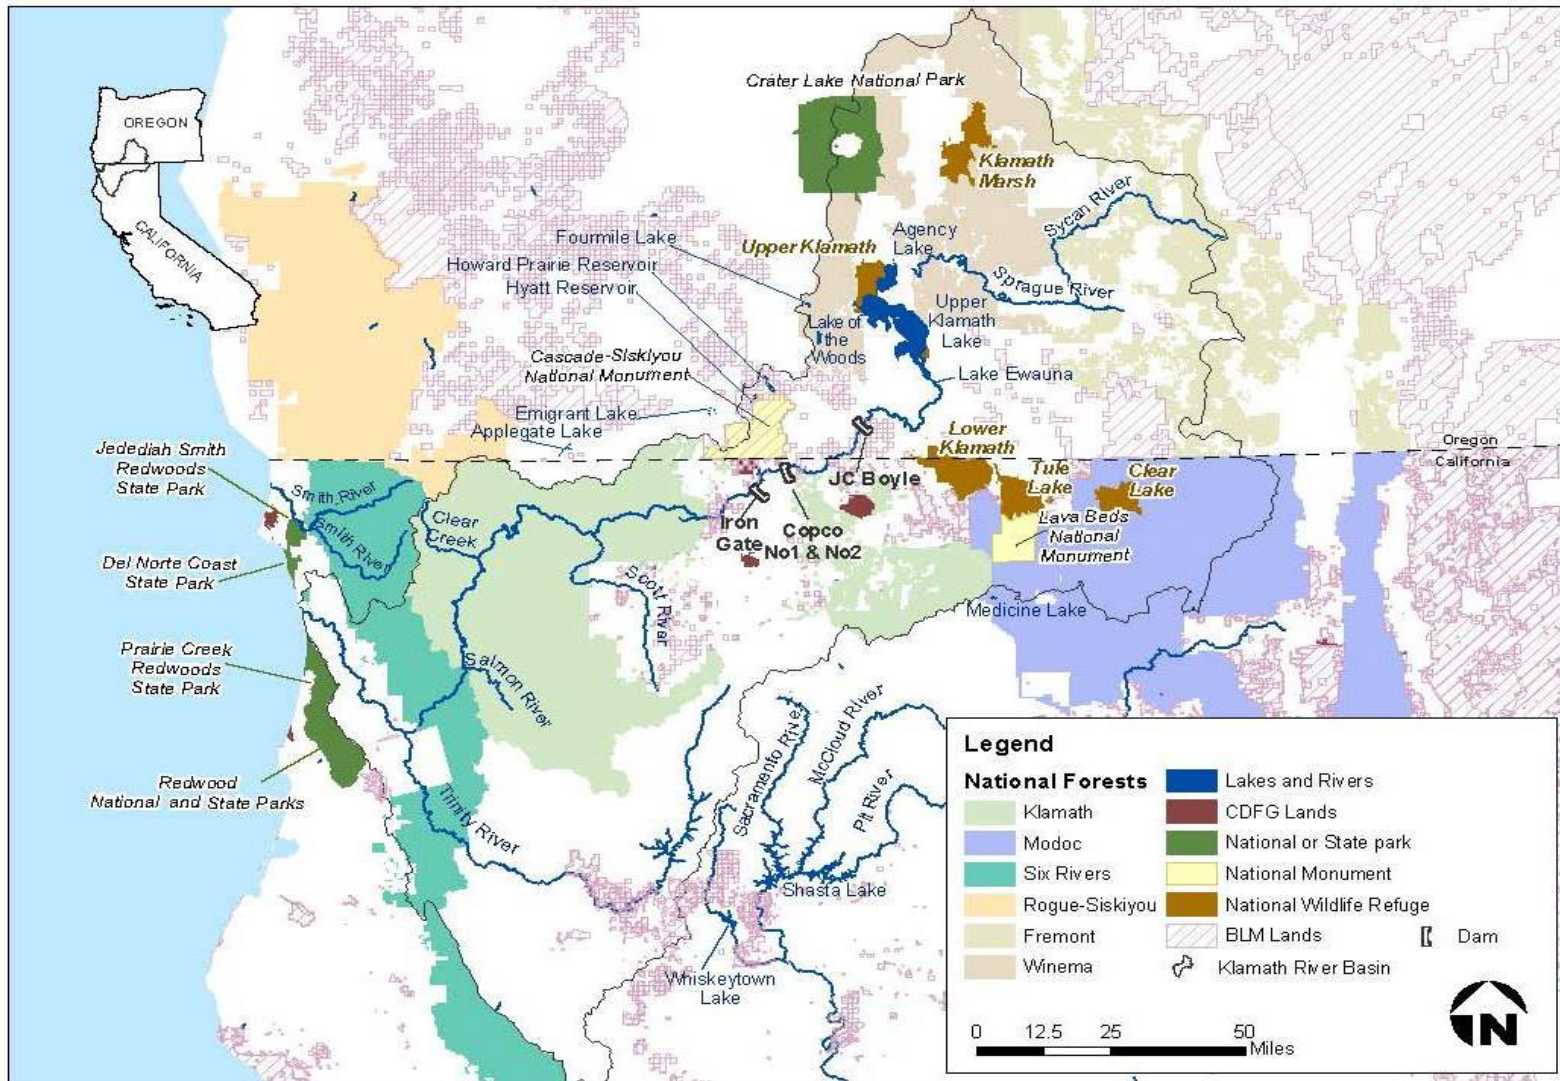 Crater Lake National Park
OREGON
CALIFORNIA
Klamath
Marsh
Sycan River
Fourmile Lake
Howard Prairie Reservoir
Hyatt Reservoir
Upper Klamath
Agency
Lake
Sprague River
Upper
Klamath
Lake
Lake of
the
Woods
Cascade-Siskiyou
National Monument
Lake Ewauna
Emigrant Lake
Applegate Lake
Lower
Klamath
Oregon
California
Jedediah Smith
Redwoods
State Park
Smith River
Smith River
Clear
Creek
JC Boyle
Tule
Lake
Clear
Lake
Iron
Gate
Copco
No1 & No2
Lava Beds
National
Monument
Del Norte Coast
State Park
Scott River
Medicine Lake
Prairie Creek
Redwoods
State Park
Salmon River
Redwood
National and State Parks
Trinity River
Sacramento River
McCloud River
Pit River
Shasta Lake
Whiskeytown
Lake
Legend
National Forests
Klamath
Modoc
Six Rivers
Rogue-Siskiyou
Fremont
Winema
Lakes and Rivers
CDFG Lands
National or State park
National Monument
National Wildlife Refuge
BLM Lands
Dam
Klamath River Basin
0 12.5 25 50
Miles
N